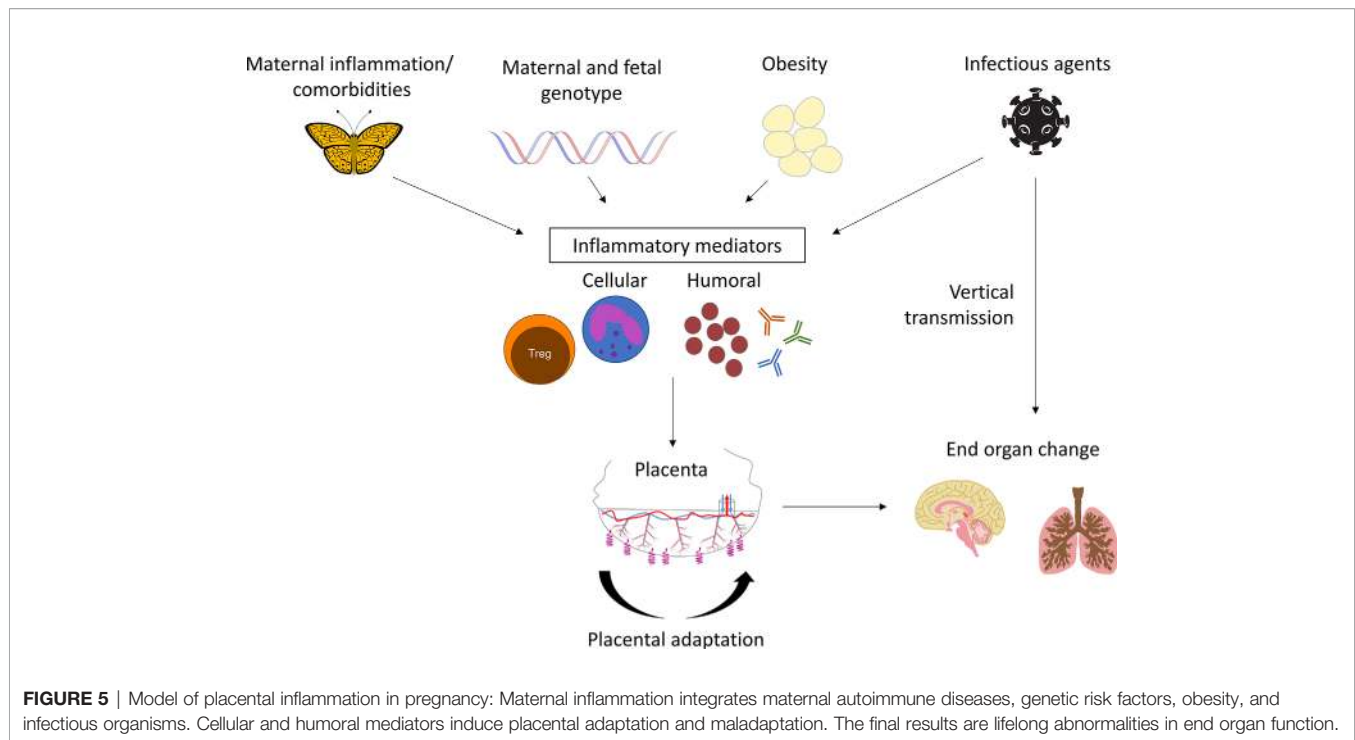 Maternal inflammation/
comorbidities
Maternal and fetal
genotype
Obesity
Infectious agents
Inflammatory mediators
Cellular
Humoral
Treg
Vertical
transmission
End organ change
Placenta
Placental adaptation
FIGURE 5 | Model of placental inflammation in pregnancy: Maternal inflammation integrates maternal autoimmune diseases, genetic risk factors, obesity, and
infectious organisms. Cellular and humoral mediators induce placental adaptation and maladaptation. The final results are lifelong abnormalities in end organ function.